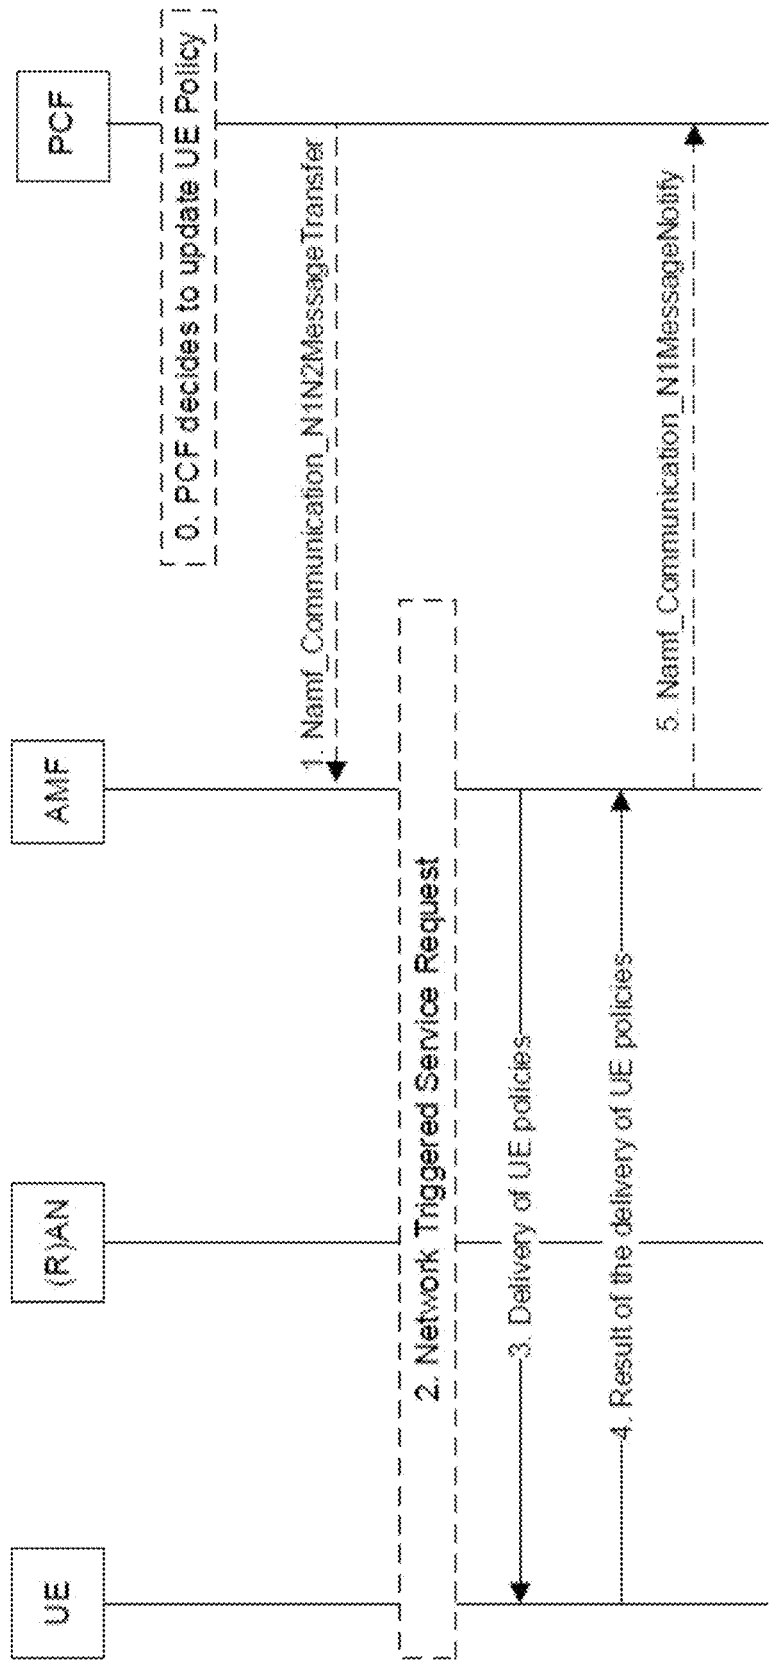 UE
(R)AN
AMF
PCF
0. PCF decides to update UE Policy
1. Namf_Communication_N1N2MessageTransfer
2. Network Triggered Service Request
3. Delivery of UE policies
4. Result of the delivery of UE policies
5. Namf_Communication_N1MessageNotify